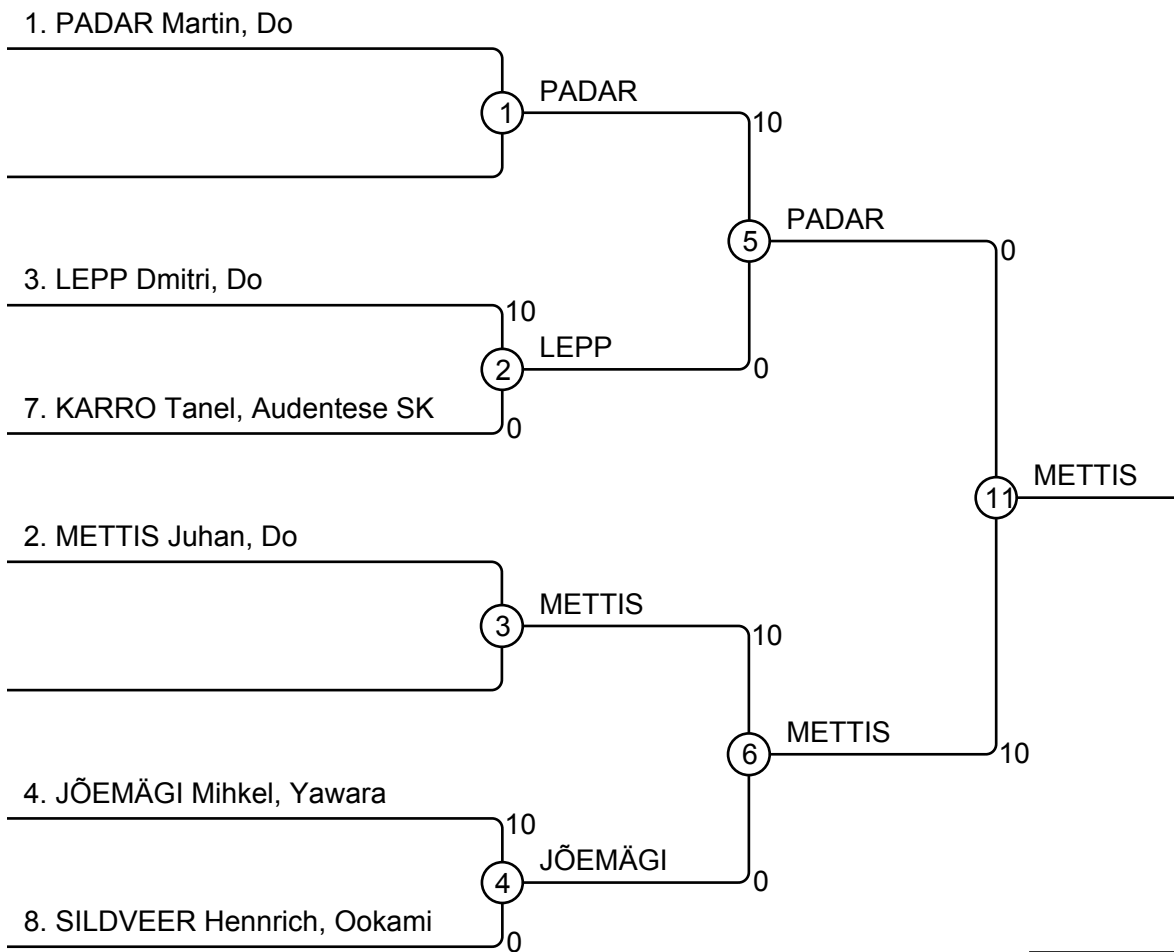 1. PADAR Martin, Do
1
PADAR
10
5
PADAR
0
3. LEPP Dmitri, Do
10
2
LEPP
0
7. KARRO Tanel, Audentese SK
0
11
METTIS
2. METTIS Juhan, Do
3
METTIS
10
6
METTIS
10
4. JÕEMÄGI Mihkel, Yawara
10
4
JÕEMÄGI
0
8. SILDVEER Hennrich, Ookami
0